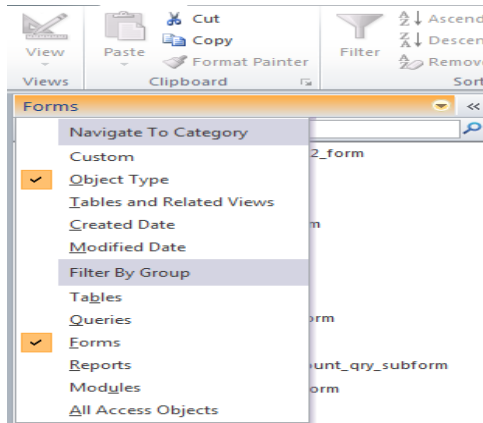 View
Views
Paste
Cut
Copy
Format Painter
Clipboard
Filter
Ascend
Descen
Remov
Sort
Forms
Navigate To Category
Custom
2_form
Object Type
Tables and Related Views
Created Date
m
Modified Date
Filter By Group
Tables
Queries
rm
Forms
Reports
unt_qry_subform
Modules
orm
All Access Objects